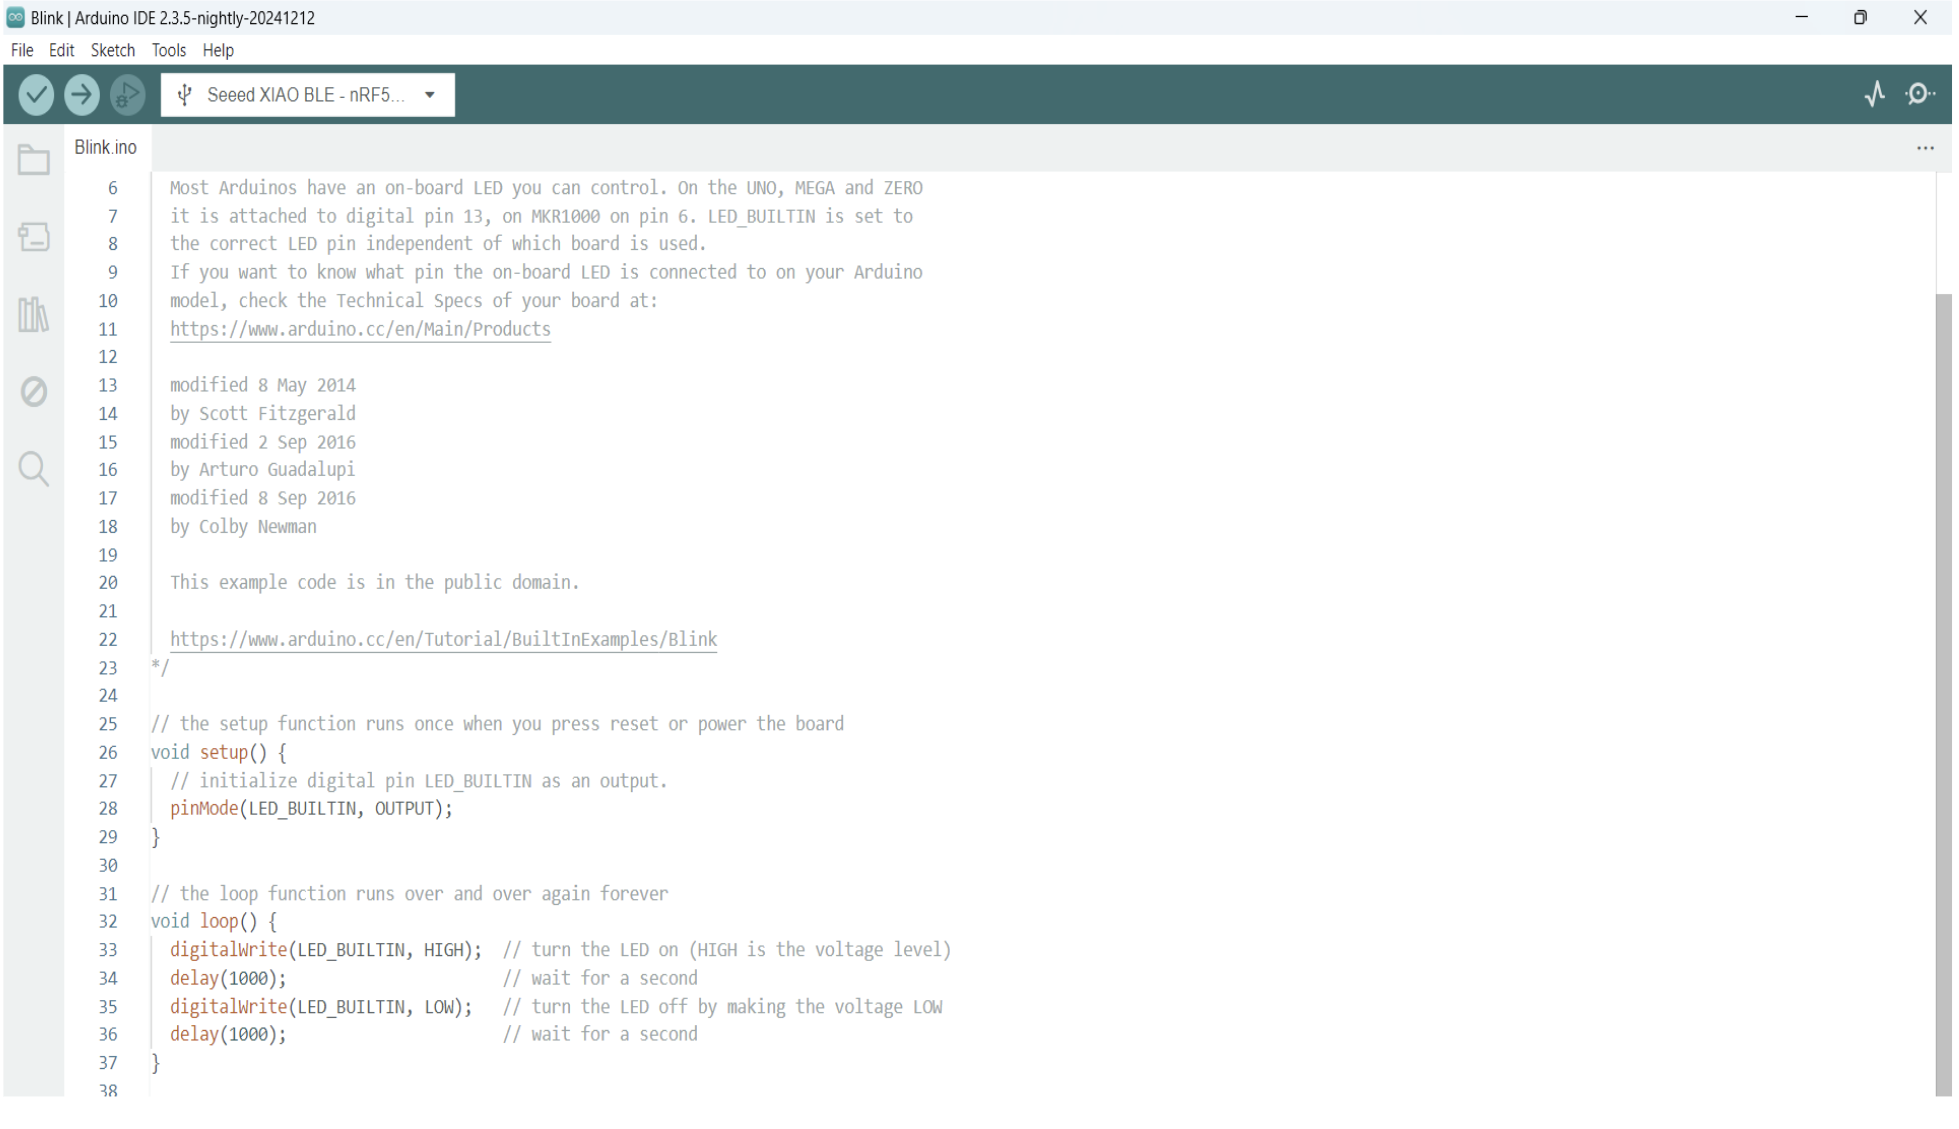 Blink | Arduino IDE 2.3.5-nightly-20241212
File Edit Sketch Tools Help
Seeed XIAO BLE - nRF5...
Blink.ino
6 Most Arduinos have an on-board LED you can control. On the UNO, MEGA and ZERO
7 it is attached to digital pin 13, on MKR1000 on pin 6. LED_BUILTIN is set to
8 the correct LED pin independent of which board is used.
9 If you want to know what pin the on-board LED is connected to on your Arduino
10 model, check the Technical Specs of your board at:
11 https://www.arduino.cc/en/Main/Products
12
13 modified 8 May 2014
14 by Scott Fitzgerald
15 modified 2 Sep 2016
16 by Arturo Guadalupi
17 modified 8 Sep 2016
18 by Colby Newman
19
20 This example code is in the public domain.
21
22 https://www.arduino.cc/en/Tutorial/BuiltInExamples/Blink
23 */
24
25 // the setup function runs once when you press reset or power the board
26 void setup() {
27 // initialize digital pin LED_BUILTIN as an output.
28 pinMode(LED_BUILTIN, OUTPUT);
29 }
30
31 // the loop function runs over and over again forever
32 void loop() {
33 digitalWrite(LED_BUILTIN, HIGH); // turn the LED on (HIGH is the voltage level)
34 delay(1000); // wait for a second
35 digitalWrite(LED_BUILTIN, LOW); // turn the LED off by making the voltage LOW
36 delay(1000); // wait for a second
37 }
38